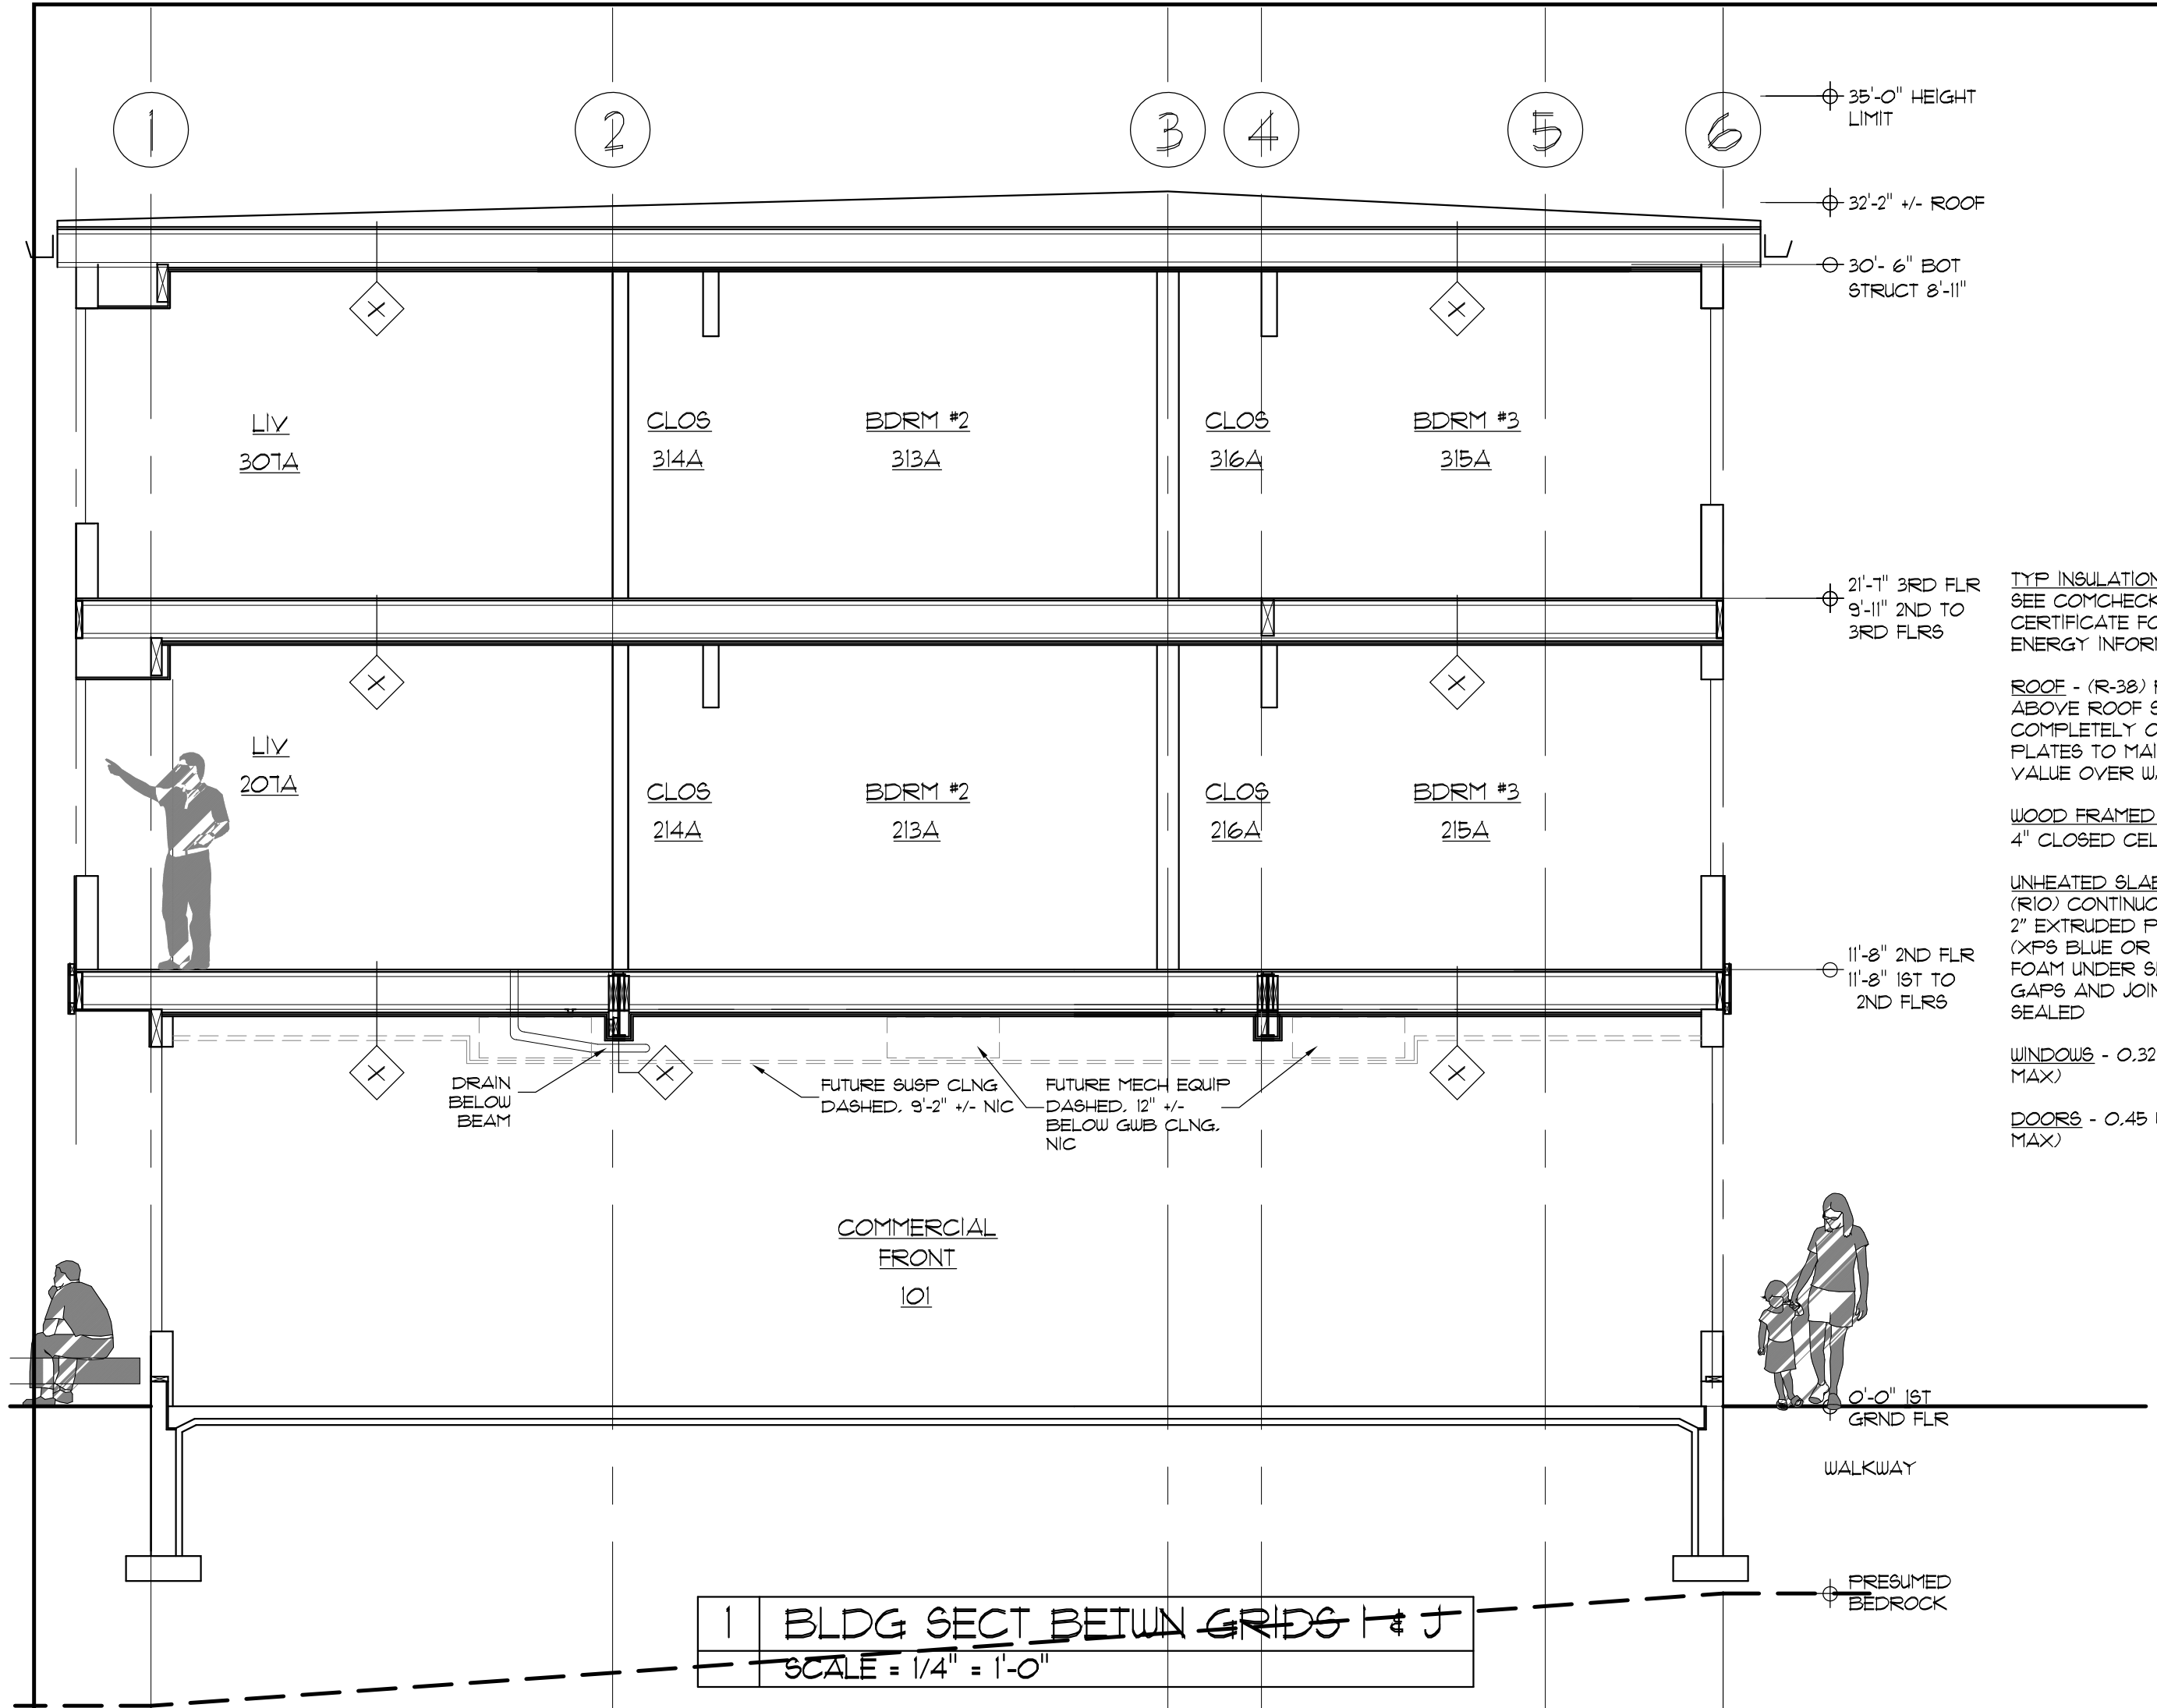 1
2
3
4
5
6
35'-0" HEIGHT
LIMIT
32'-2" +/- ROOF
30'- 6" BOT
STRUCT 8'-11"
X
X
LIV
307A
CLOS
314A
BDRM #2
313A
CLOS
316A
BDRM #3
315A
21'-7" 3RD FLR
9'-11" 2ND TO
3RD FLRS
X
X
LIV
207A
CLOS
214A
BDRM #2
213A
CLOS
216A
BDRM #3
215A
11'-8" 2ND FLR
11'-8" 1ST TO
2ND FLRS
X
X
X
DRAIN
BELOW
BEAM
FUTURE SUSP CLNG
DASHED, 9'-2" +/- NIC
FUTURE MECH EQUIP
DASHED, 12" +/-
BELOW GWB CLNG,
NIC
COMMERCIAL
FRONT
101
0'-0" 1ST
GRND FLR
WALKWAY
PRESUMED
BEDROCK
TYP INSULATION
SEE COMCHECK
CERTIFICATE FO
ENERGY INFOR
ROOF - (R-38)
ABOVE ROOF S
COMPLETELY O
PLATES TO MAI
VALUE OVER W
WOOD FRAMED
4" CLOSED CEL
UNHEATED SLAB
(R10) CONTINUO
2" EXTRUDED P
(XPS BLUE OR
FOAM UNDER S
GAPS AND JOIN
SEALED
WINDOWS - 0.32
MAX)
DOORS - 0.45
MAX)
1
BLDG SECT BETWN GRIDS I & J
SCALE = 1/4" = 1'-0"